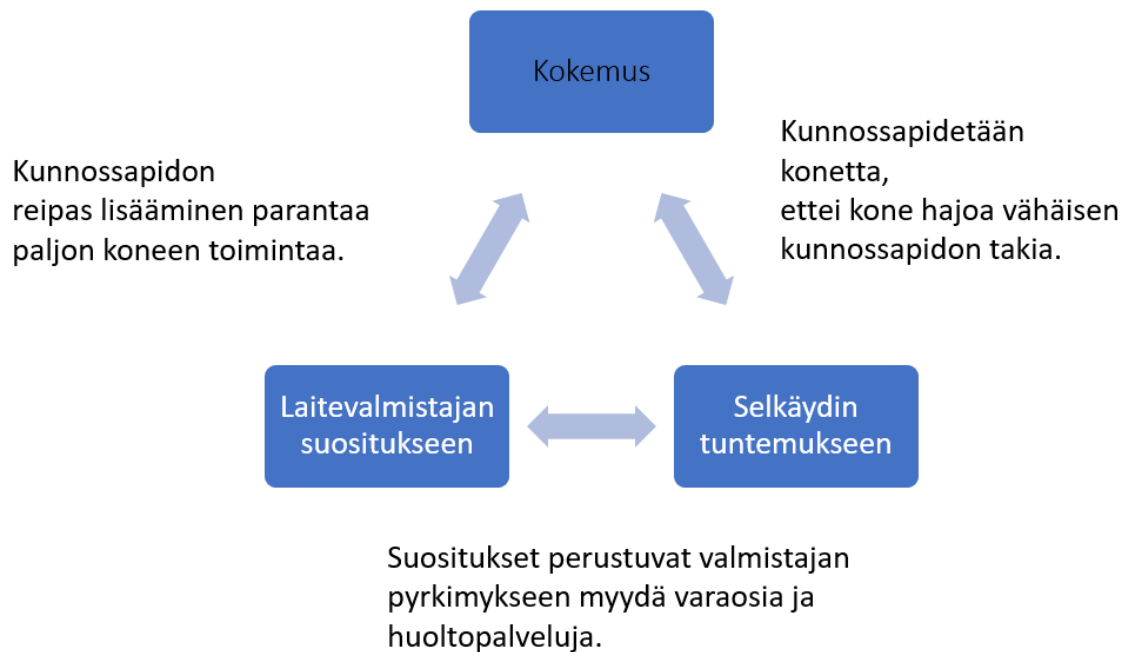 Kokemus
Kunnossapidon
reipas lisääminen parantaa
paljon koneen toimintaa.
Kunnossapidetään
konetta,
ettei kone hajoa vähäisen
kunnossapidon takia.
Laitevalmistajan
suositukseen
Selkäydin
tuntemukseen
Suositukset perustuvat valmistajan
pyrkimykseen myydä varaosia ja
huoltopalveluja.